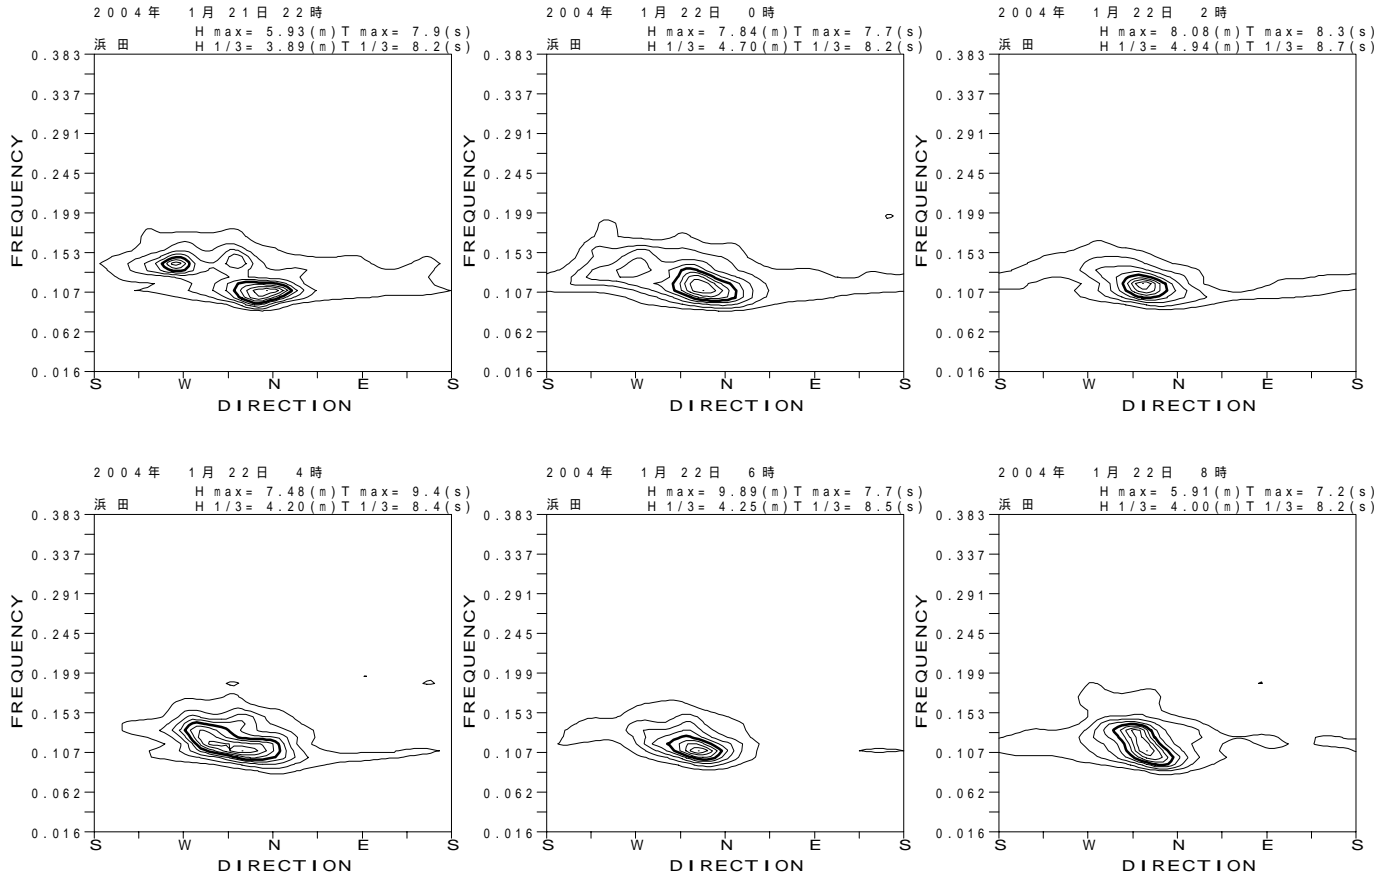 2004年 1月 21日 22時
H max= 5.93(m) T max= 7.9(s)
浜田 H 1/3= 3.89(m) T 1/3= 8.2(s)
0.383
0.337
0.291
0.245
0.199
0.153
0.107
0.062
0.016
FREQUENCY
S W N E S
DIRECTION
2004年 1月 22日 0時
H max= 7.84(m) T max= 7.7(s)
浜田 H 1/3= 4.70(m) T 1/3= 8.2(s)
0.383
0.337
0.291
0.245
0.199
0.153
0.107
0.062
0.016
FREQUENCY
S W N E S
DIRECTION
2004年 1月 22日 2時
H max= 8.08(m) T max= 8.3(s)
浜田 H 1/3= 4.94(m) T 1/3= 8.7(s)
0.383
0.337
0.291
0.245
0.199
0.153
0.107
0.062
0.016
FREQUENCY
S W N E S
DIRECTION
2004年 1月 22日 4時
H max= 7.48(m) T max= 9.4(s)
浜田 H 1/3= 4.20(m) T 1/3= 8.4(s)
0.383
0.337
0.291
0.245
0.199
0.153
0.107
0.062
0.016
FREQUENCY
S W N E S
DIRECTION
2004年 1月 22日 6時
H max= 9.89(m) T max= 7.7(s)
浜田 H 1/3= 4.25(m) T 1/3= 8.5(s)
0.383
0.337
0.291
0.245
0.199
0.153
0.107
0.062
0.016
FREQUENCY
S W N E S
DIRECTION
2004年 1月 22日 8時
H max= 5.91(m) T max= 7.2(s)
浜田 H 1/3= 4.00(m) T 1/3= 8.2(s)
0.383
0.337
0.291
0.245
0.199
0.153
0.107
0.062
0.016
FREQUENCY
S W N E S
DIRECTION